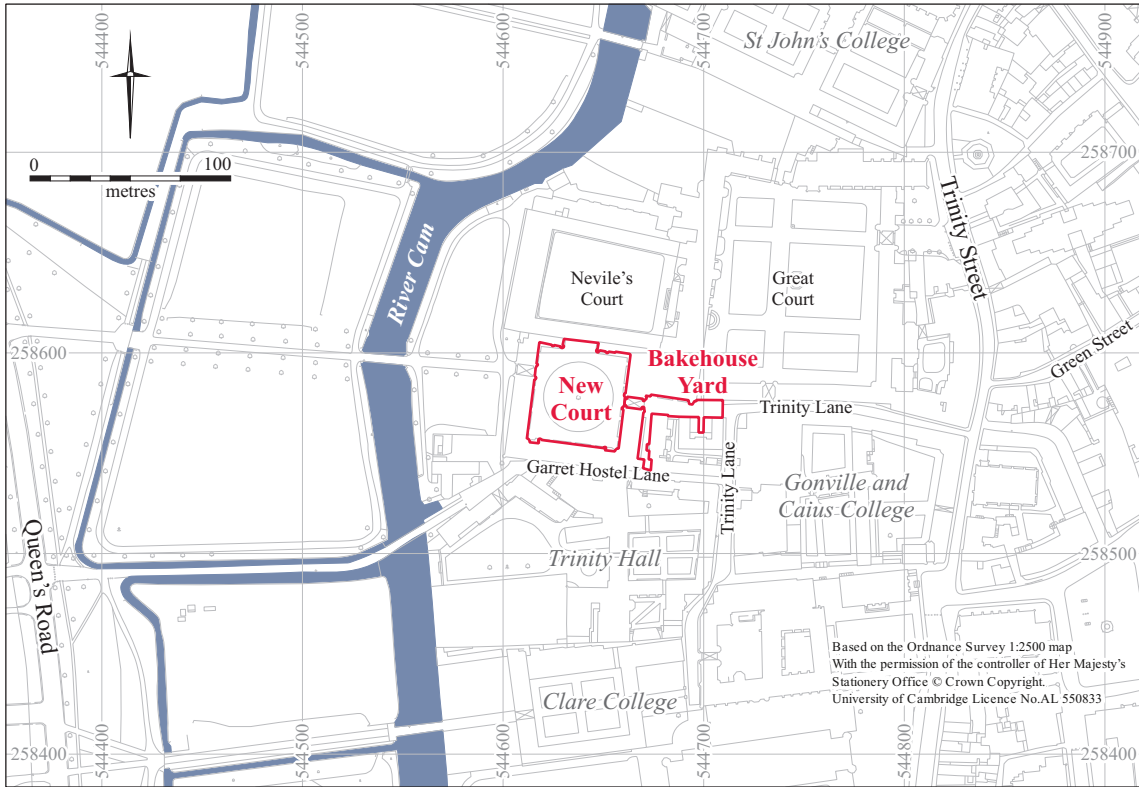 544400
544500
544600
544700
544900
St John's College
258700
0
100
metres
Trinity Street
River Cam
Nevile's
Court
Great
Court
258600
Bakehouse
Yard
New
Court
Green Street
Trinity Lane
Garret Hostel Lane
Trinity Lane
Gonville and
Caius College
Queen's Road
Trinity Hall
258500
Based on the Ordnance Survey 1:2500 map
With the permission of the controller of Her Majesty's
Stationery Office © Crown Copyright.
University of Cambridge Licence No.AL 550833
Clare College
258400
544400
544500
544600
544700
544800
258400